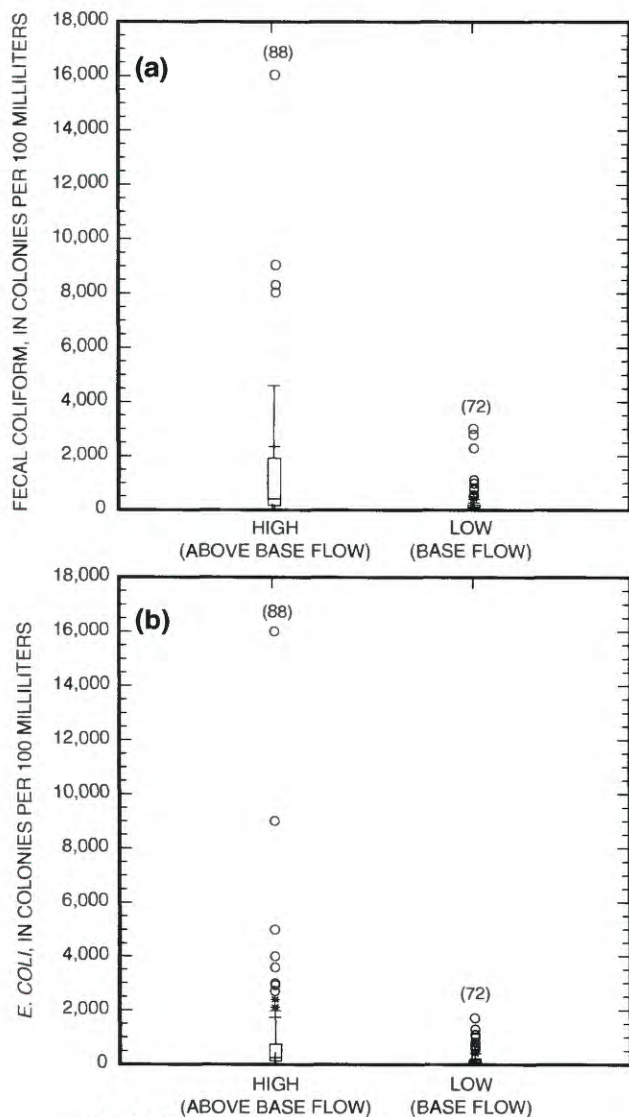 FECAL COLIFORM, IN COLONIES PER 100 MILLILITERS
18,000
16,000
14,000
12,000
10,000
8,000
6,000
4,000
2,000
0
(a)
(88)
(72)
HIGH
(ABOVE BASE FLOW)
LOW
(BASE FLOW)
E. COLI, IN COLONIES PER 100 MILLILITERS
18,000
16,000
14,000
12,000
10,000
8,000
6,000
4,000
2,000
0
(b)
(88)
(72)
HIGH
(ABOVE BASE FLOW)
LOW
(BASE FLOW)